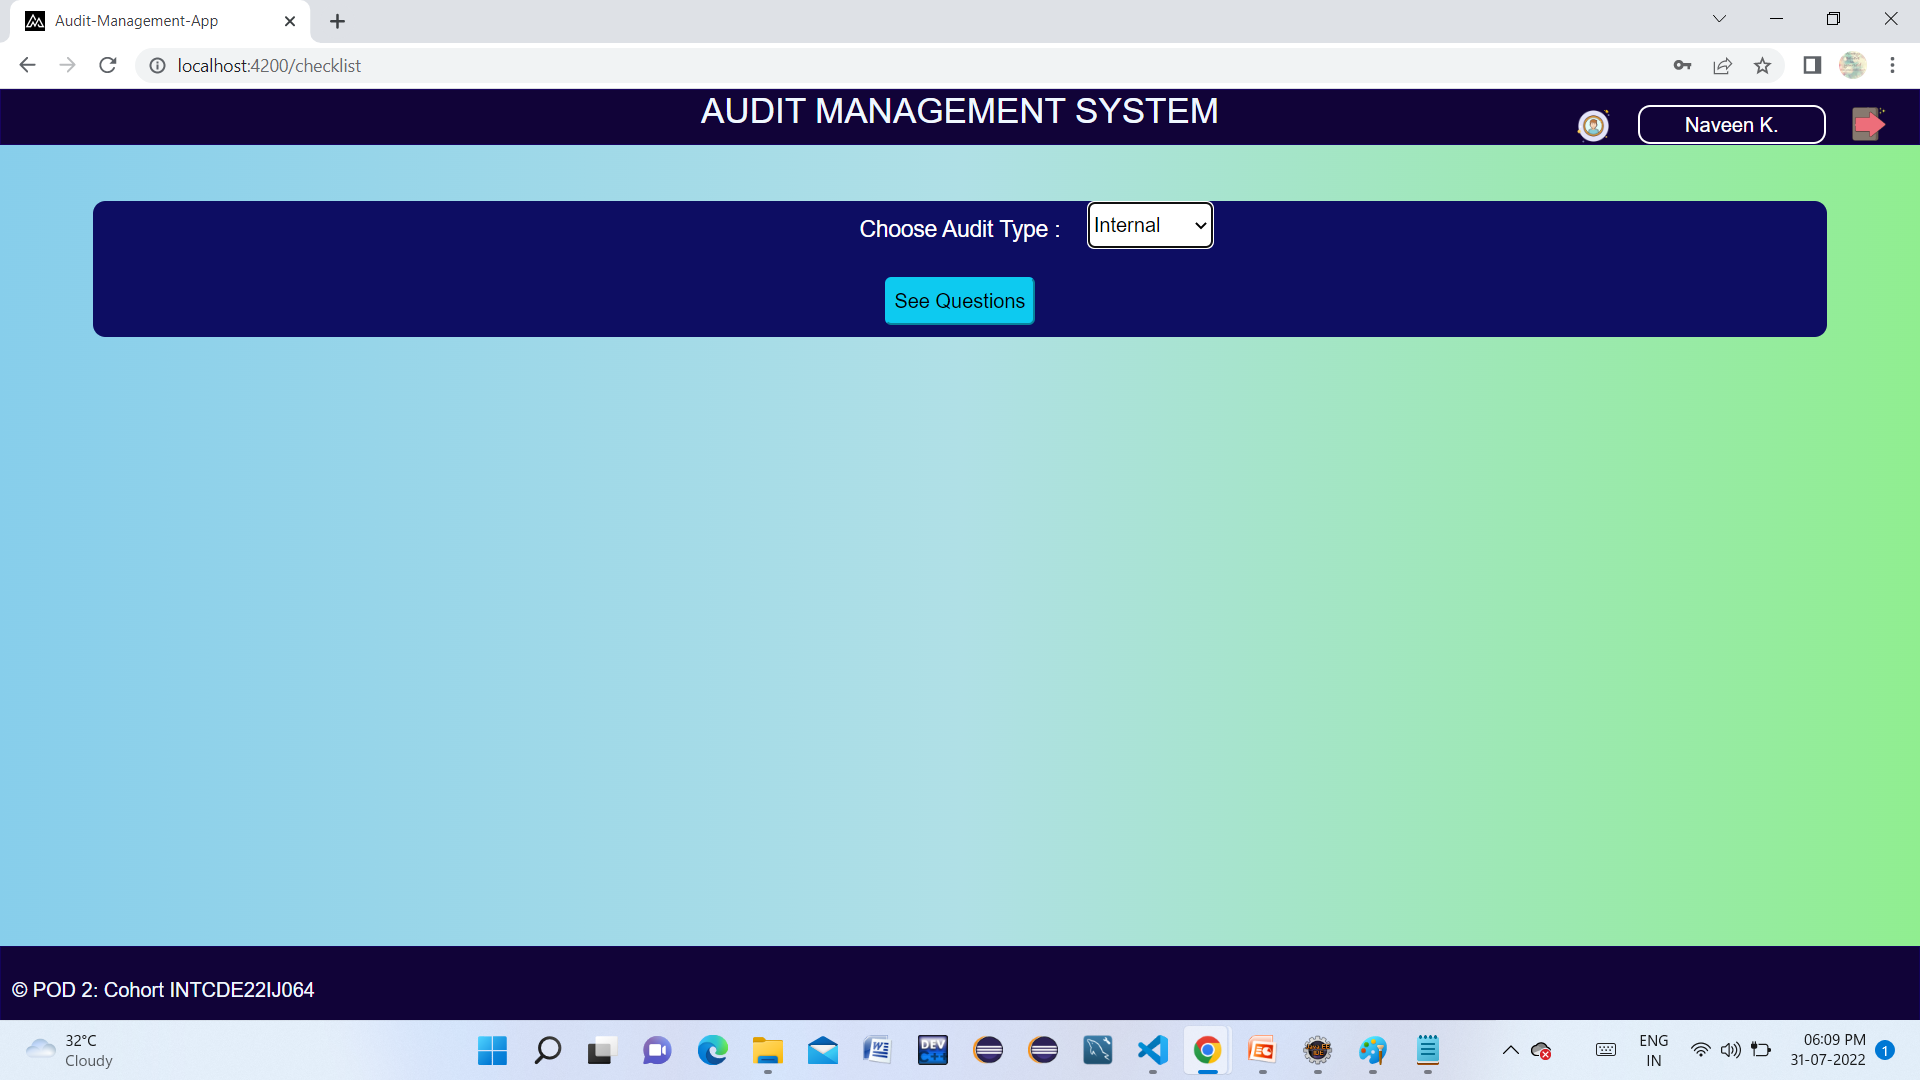 Audit-Management-App
localhost:4200/checklist
AUDIT MANAGEMENT SYSTEM
Naveen K.
Choose Audit Type :
Internal
See Questions
© POD 2: Cohort INTCDE22IJ064
32°C
Cloudy
DEV
C++
ENG
IN
06:09 PM
31-07-2022
1